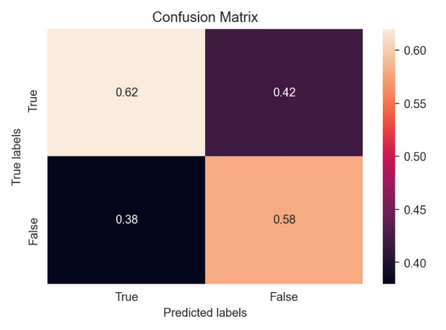 Confusion Matrix
True labels
True
0.62
0.42
False
0.38
0.58
True
False
Predicted labels
0.60
0.55
0.50
0.45
0.40